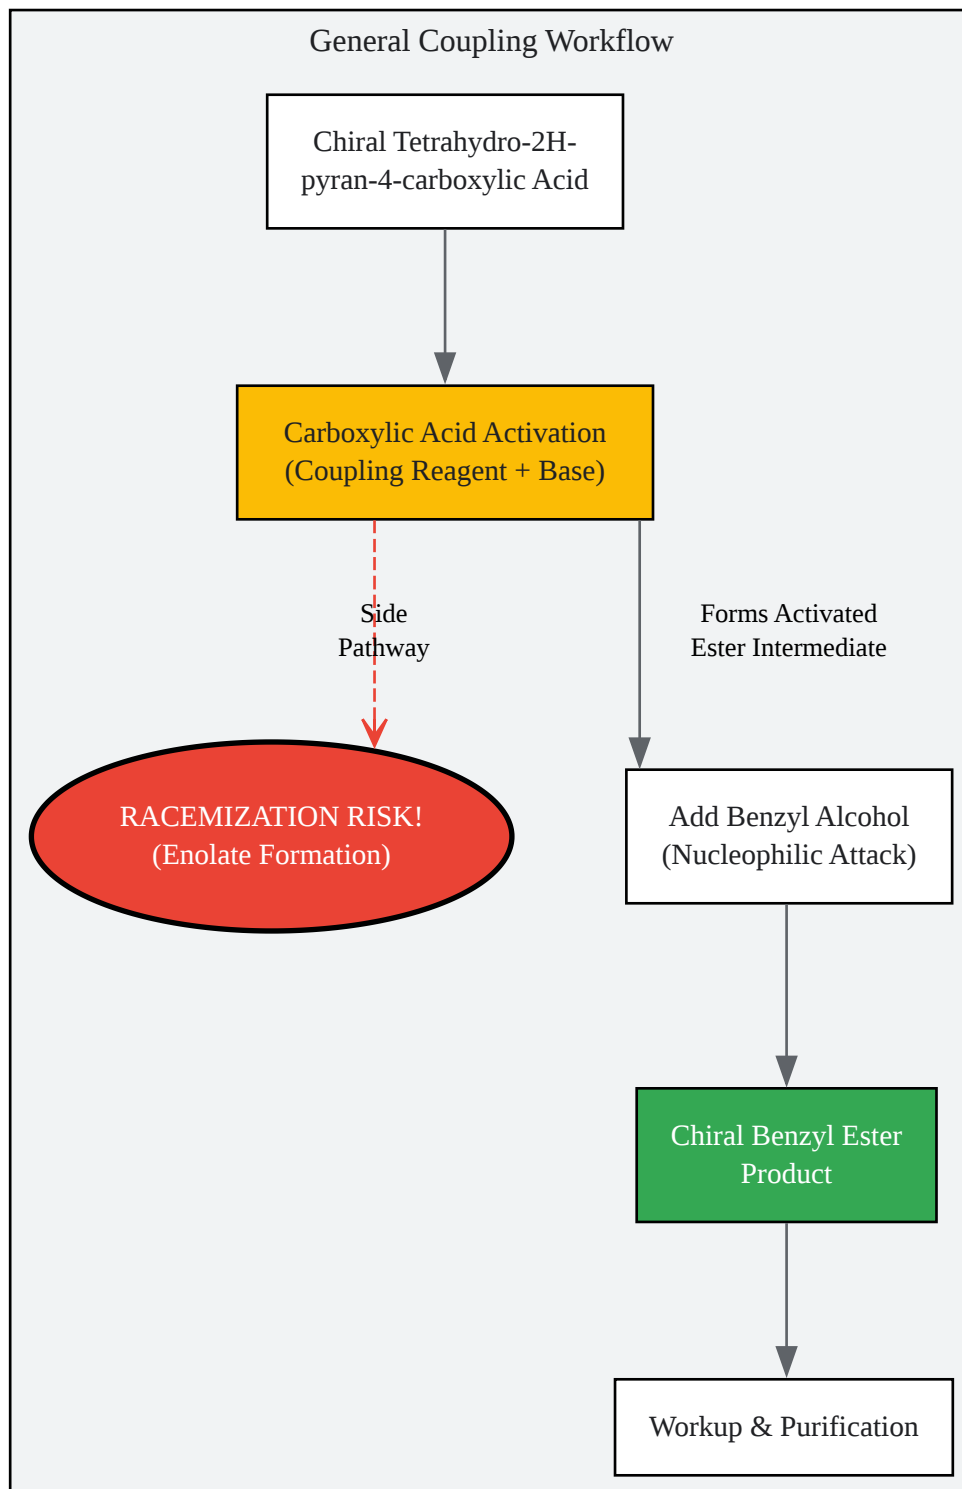 General Coupling Workflow
Chiral Tetrahydro-2H-
pyran-4-carboxylic Acid
Carboxylic Acid Activation
(Coupling Reagent + Base)
Side
Pathway
Forms Activated
Ester Intermediate
RACEMIZATION RISK!
(Enolate Formation)
Add Benzyl Alcohol
(Nucleophilic Attack)
Chiral Benzyl Ester
Product
Workup & Purification